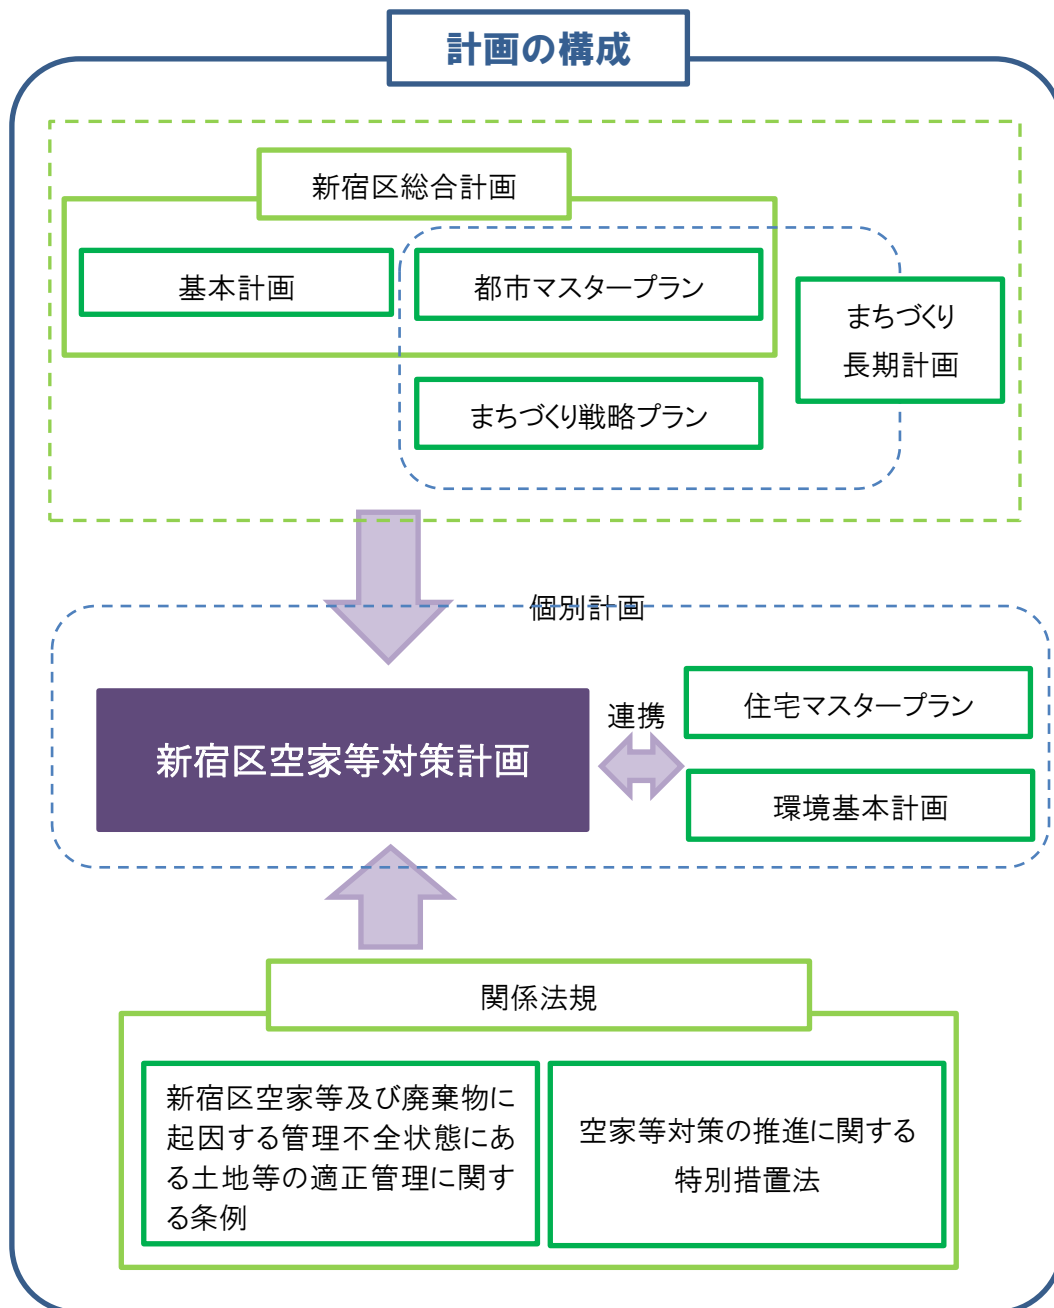 計画の構成
新宿区総合計画
基本計画
都市マスタープラン
まちづくり
長期計画
まちづくり戦略プラン
個別計画
新宿区空家等対策計画
連携
住宅マスタープラン
環境基本計画
関係法規
新宿区空家等及び廃棄物に
起因する管理不全状態にあ
る土地等の適正管理に関す
る条例
空家等対策の推進に関する
特別措置法